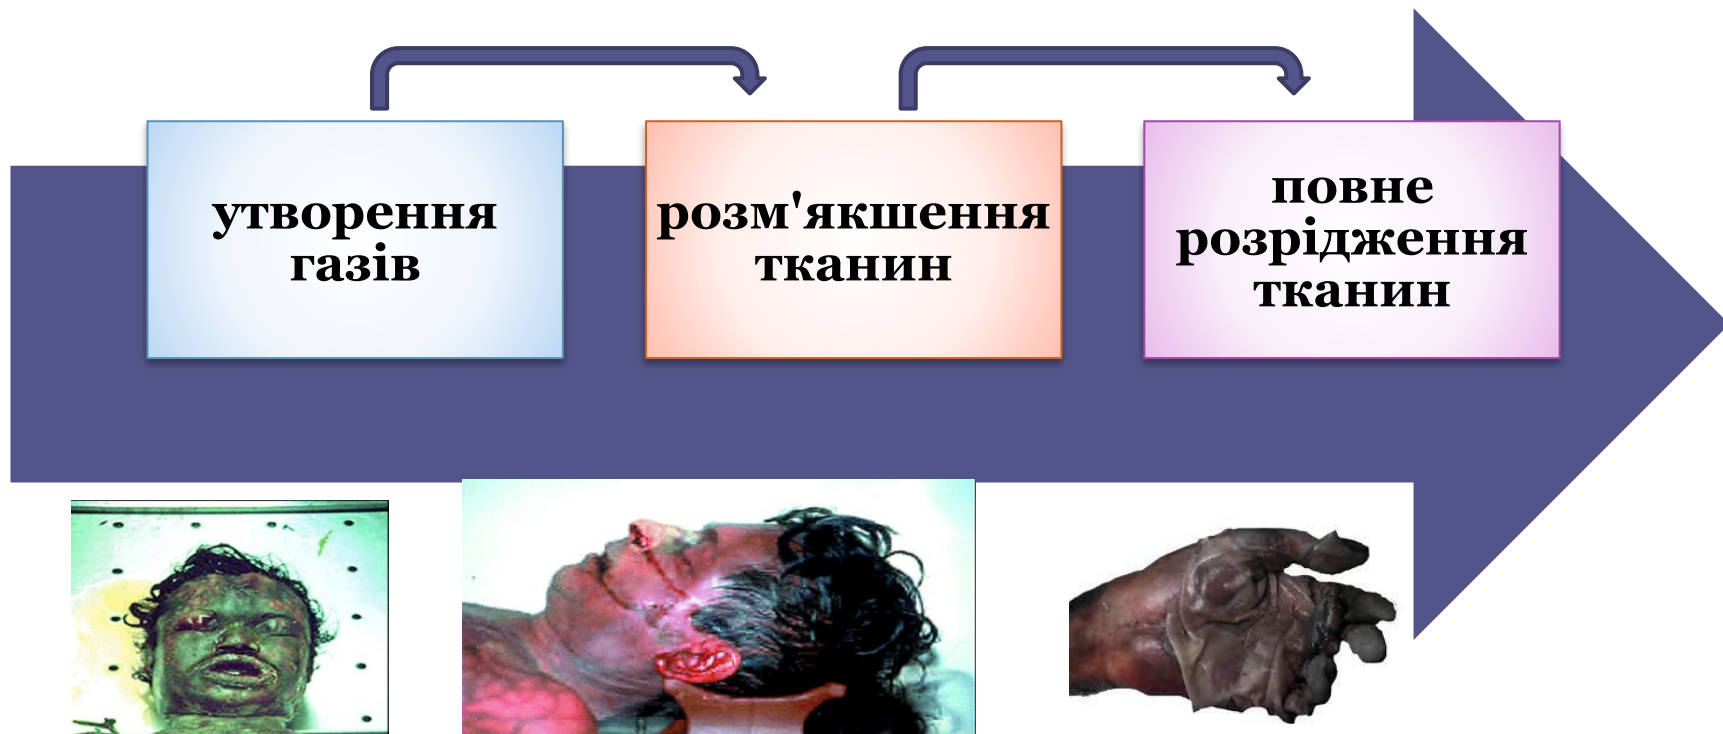 утворення
газів
розм'якшення
тканин
повне
розрідження
тканин